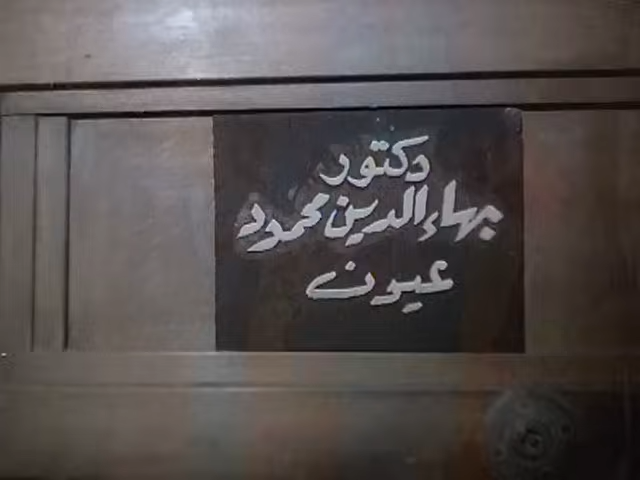 دكتور
بهاء الدين محمود
عيون